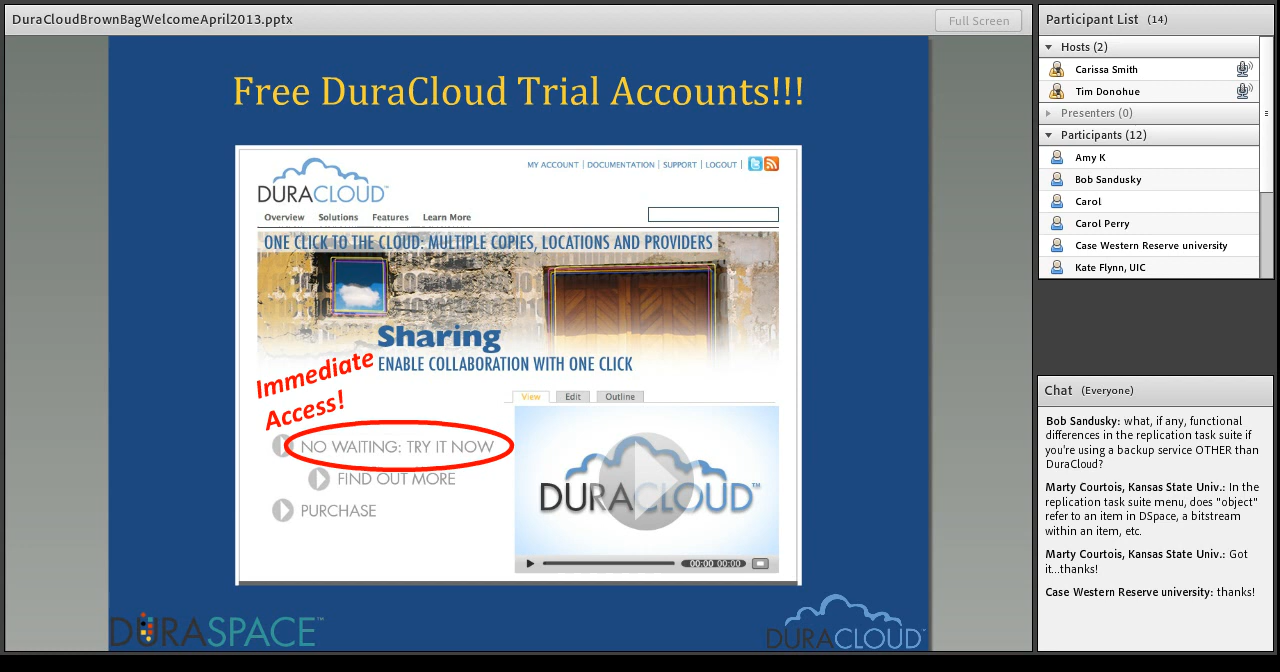 DuraCloudBrownBagWelcomeApril2013.pptx
Full Screen
Free DuraCloud Trial Accounts!!!
MY ACCOUNT | DOCUMENTATION | SUPPORT | LOGOUT |
DURACLOUD™
Overview Solutions Features Learn More
ONE CLICK TO THE CLOUD: MULTIPLE COPIES, LOCATIONS AND PROVIDERS
Sharing
ENABLE COLLABORATION WITH ONE CLICK
Immediate
Access!
View Edit Outline
NO WAITING: TRY IT NOW
FIND OUT MORE
PURCHASE
DURACLOUD™
00:00 00:00
DURASPACE™
DURACLOUD™
Participant List (14)
Hosts (2)
Carissa Smith
Tim Donohue
Presenters (0)
Participants (12)
Amy K
Bob Sandusky
Carol
Carol Perry
Case Western Reserve university
Kate Flynn, UIC
Chat (Everyone)
Bob Sandusky: what, if any, functional
differences in the replication task suite if
you're using a backup service OTHER than
DuraCloud?
Marty Courtois, Kansas State Univ.: In the
replication task suite menu, does "object"
refer to an item in DSpace, a bitstream
within an item, etc.
Marty Courtois, Kansas State Univ.: Got
it...thanks!
Case Western Reserve university: thanks!